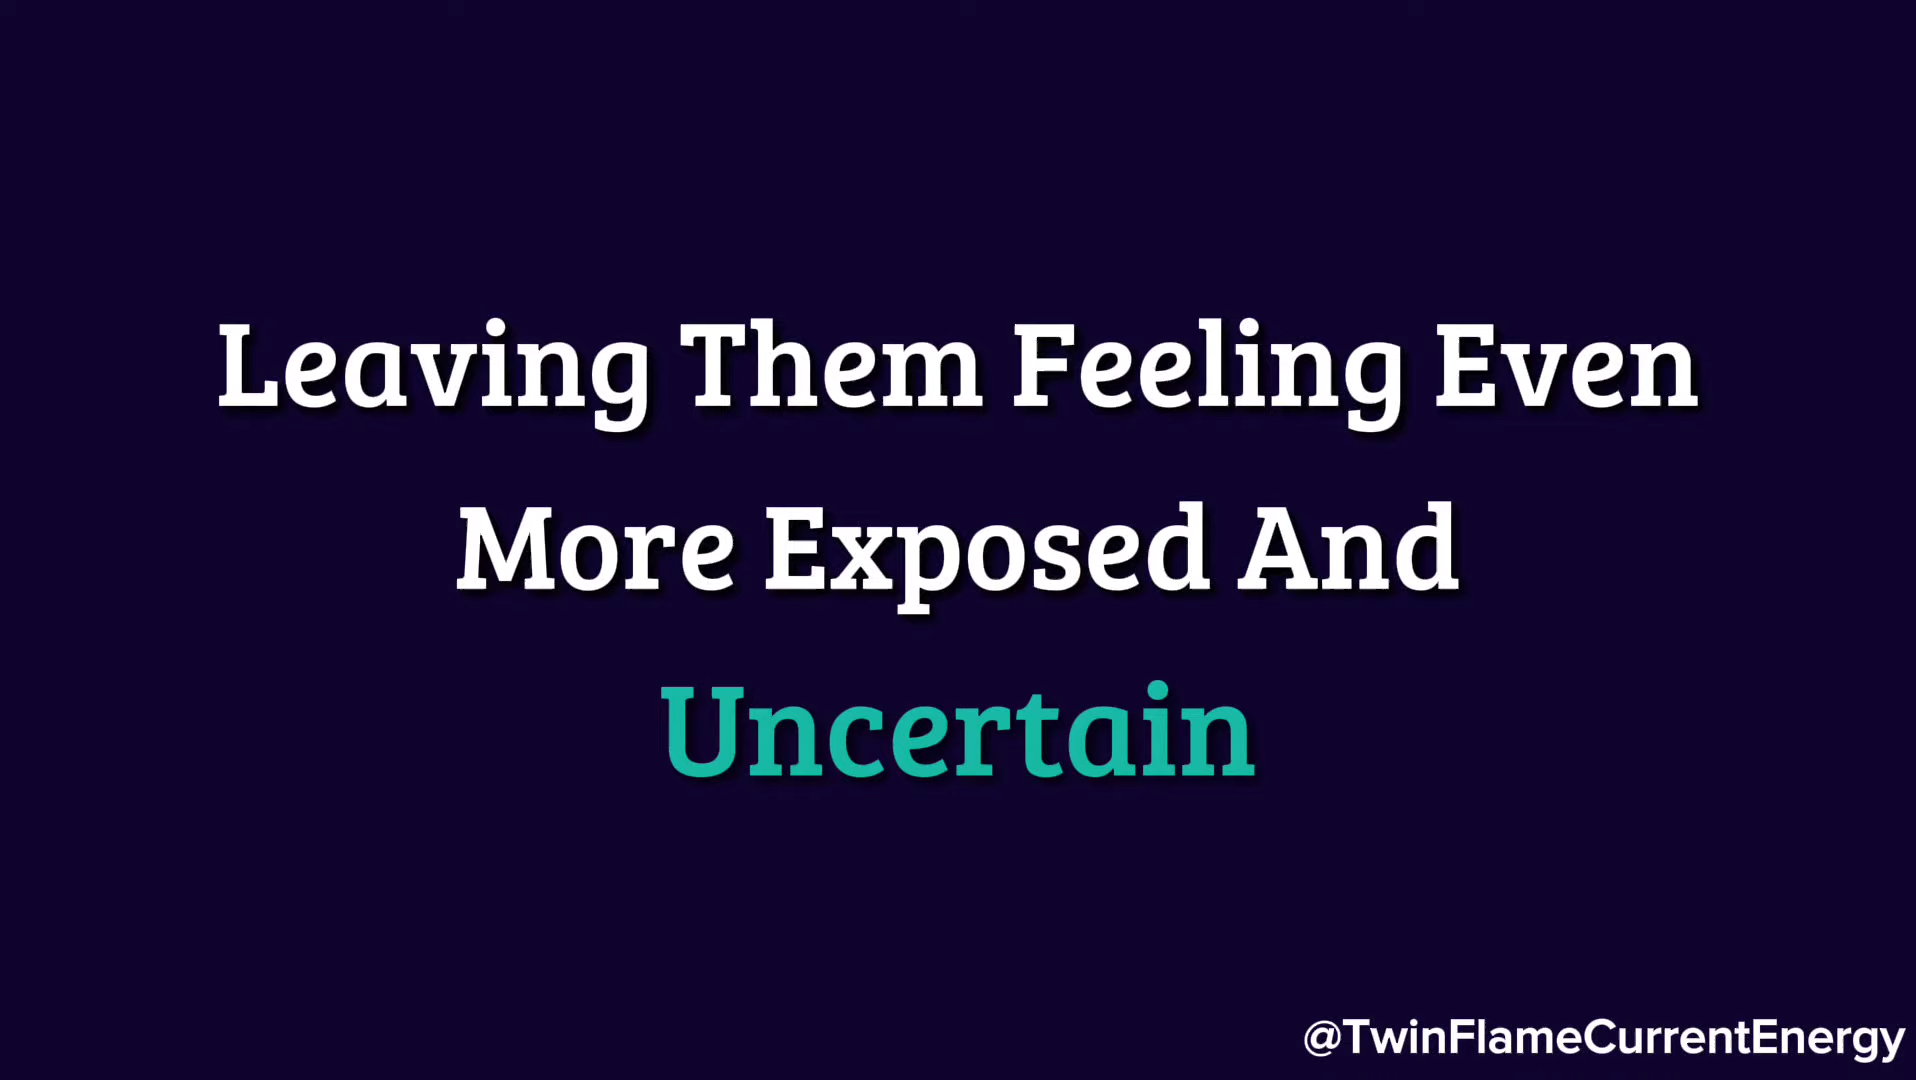 Leaving Them Feeling Even
More Exposed And
Uncertain
@TwinFlameCurrentEnergy